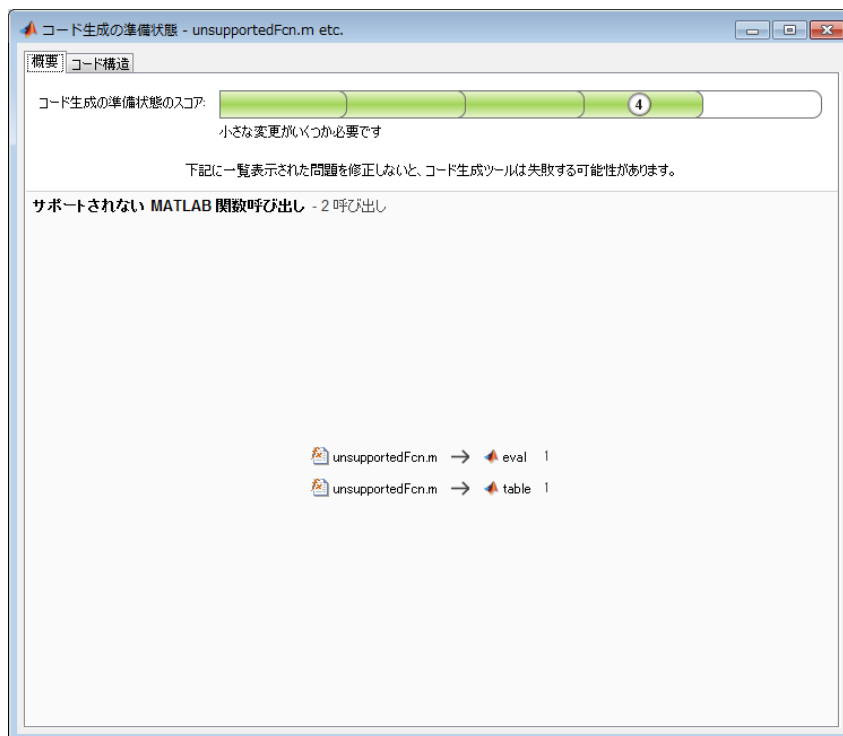 コード生成の準備状態 - unsupportedFcn.m etc.
概要 コード構造
コード生成の準備状態のスコア: 4
小さな変更がいくつか必要です
下記に一覧表示された問題を修正しないと、コード生成ツールは失敗する可能性があります。
サポートされない MATLAB 関数呼び出し - 2 呼び出し
unsupportedFcn.m → eval 1
unsupportedFcn.m → table 1